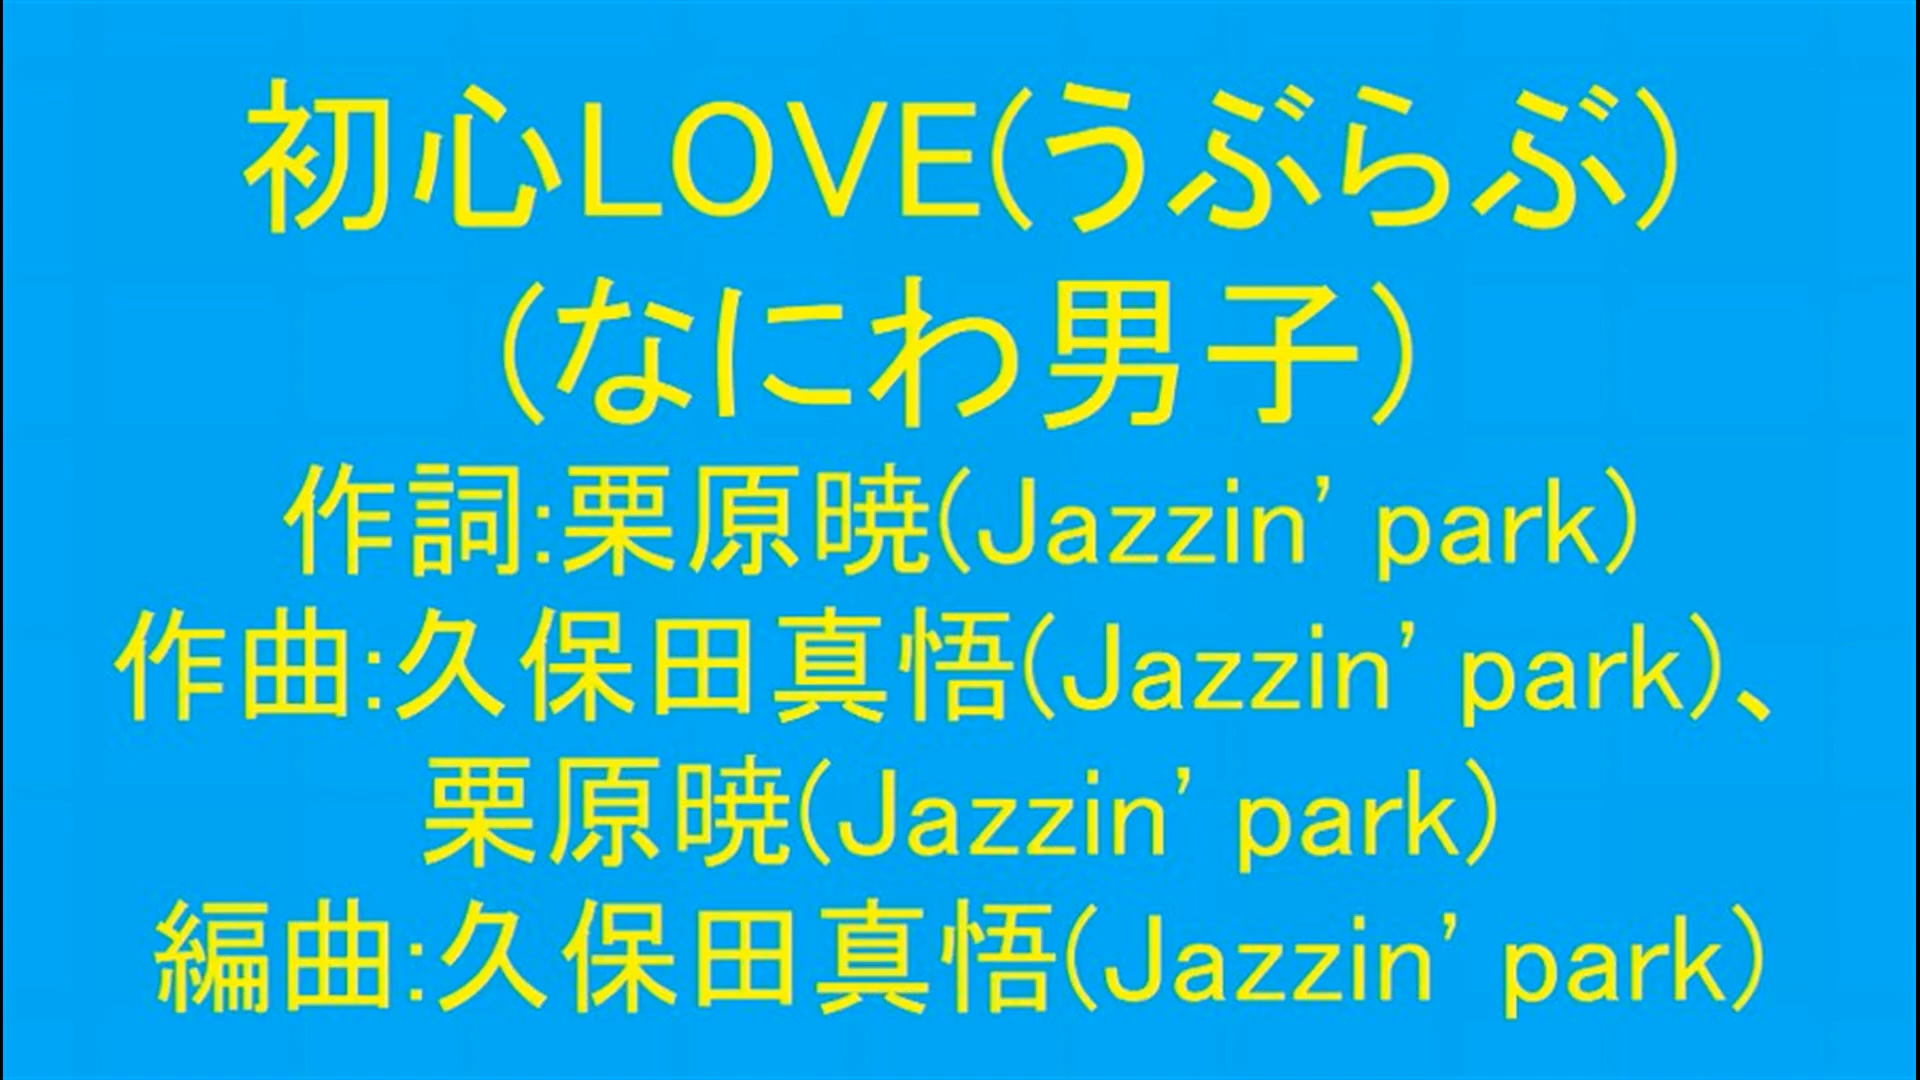 初心LOVE(うぶらぶ)
(なにわ男子)
作詞:栗原暁(Jazzin’park)
作曲:久保田真悟(Jazzin’park)、
栗原暁(Jazzin’park)
編曲:久保田真悟(Jazzin’park)